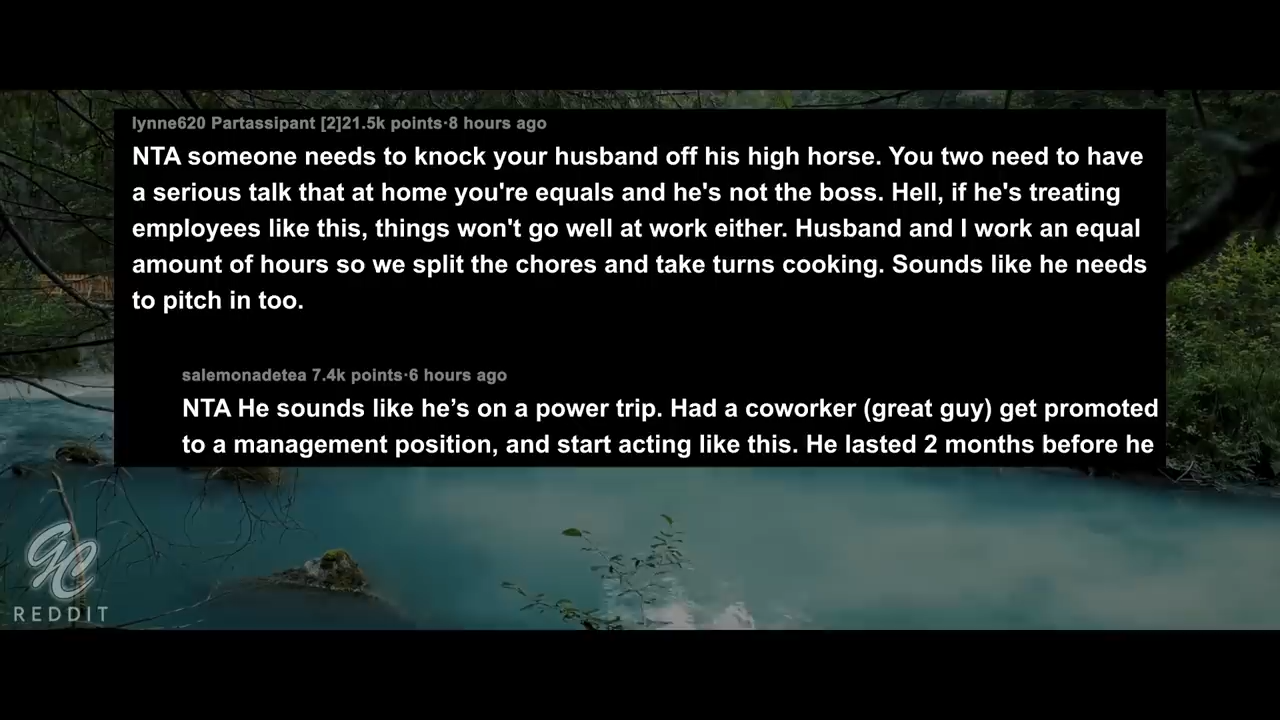 lynne620 Partassipant [2]21.5k points·8 hours ago
NTA someone needs to knock your husband off his high horse. You two need to have
a serious talk that at home you're equals and he's not the boss. Hell, if he's treating
employees like this, things won't go well at work either. Husband and I work an equal
amount of hours so we split the chores and take turns cooking. Sounds like he needs
to pitch in too.
salemonadetea 7.4k points·6 hours ago
NTA He sounds like he’s on a power trip. Had a coworker (great guy) get promoted
to a management position, and start acting like this. He lasted 2 months before he
GC
REDDIT